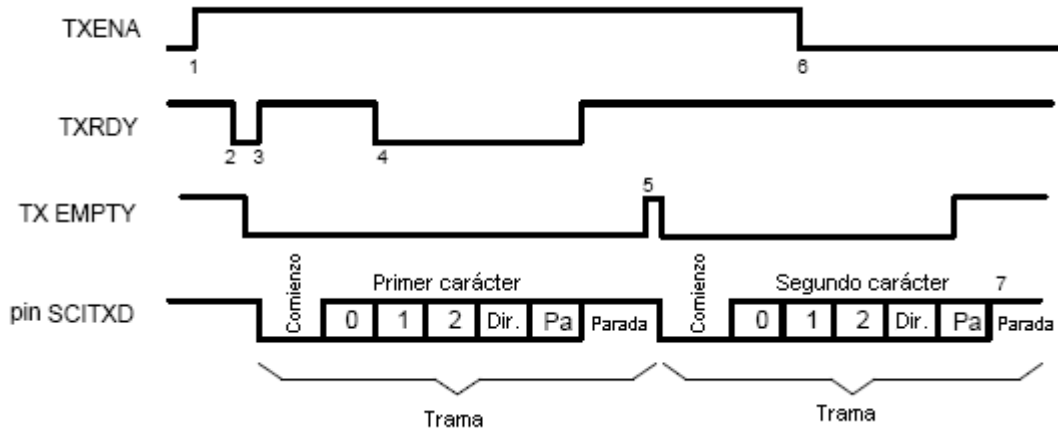 TXENA
1
6
TXRDY
2 3
4
TX EMPTY
5
pin SCITXD
Comienzo
Primer carácter
0 1 2 Dir. Pa Parada
Comienzo
Segundo carácter
7
0 1 2 Dir. Pa Parada
Trama
Trama